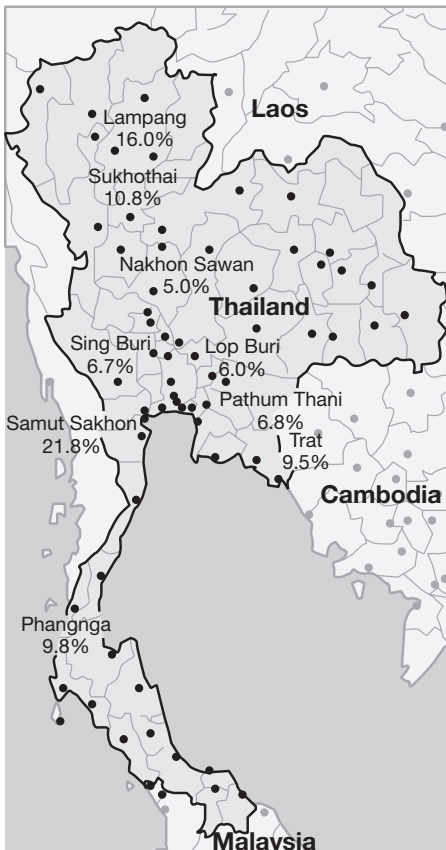 Laos
Lampang
16.0%
Sukhothai
10.8%
Nakhon Sawan
5.0%
Thailand
Sing Buri
6.7%
Lop Buri
6.0%
Pathum Thani
6.8%
Samut Sakhon
21.8%
Trat
9.5%
Cambodia
Phangnga
9.8%
Malaysia